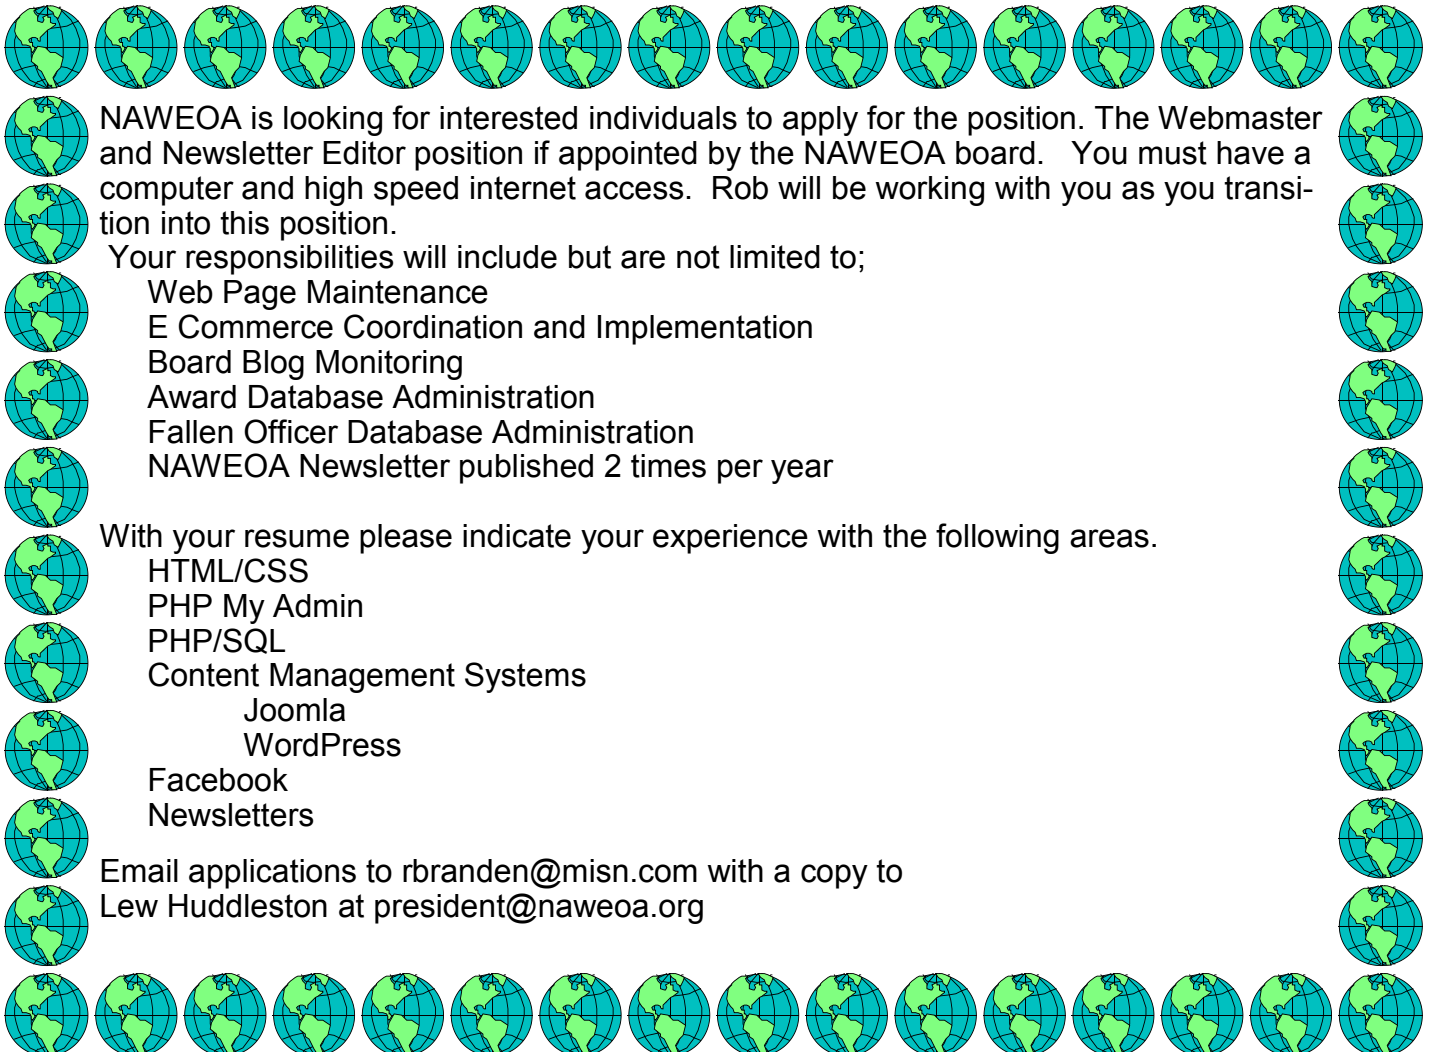 NAWEOA is looking for interested individuals to apply for the position. The Webmaster
and Newsletter Editor position if appointed by the NAWEOA board.   You must have a
computer and high speed internet access.  Rob will be working with you as you transi-
tion into this position.
Your responsibilities will include but are not limited to;
Web Page Maintenance
E Commerce Coordination and Implementation
Board Blog Monitoring
Award Database Administration
Fallen Officer Database Administration
NAWEOA Newsletter published 2 times per year
With your resume please indicate your experience with the following areas.
HTML/CSS
PHP My Admin
PHP/SQL
Content Management Systems
Joomla
WordPress
Facebook
Newsletters
Email applications to rbranden@misn.com with a copy to
Lew Huddleston at president@naweoa.org